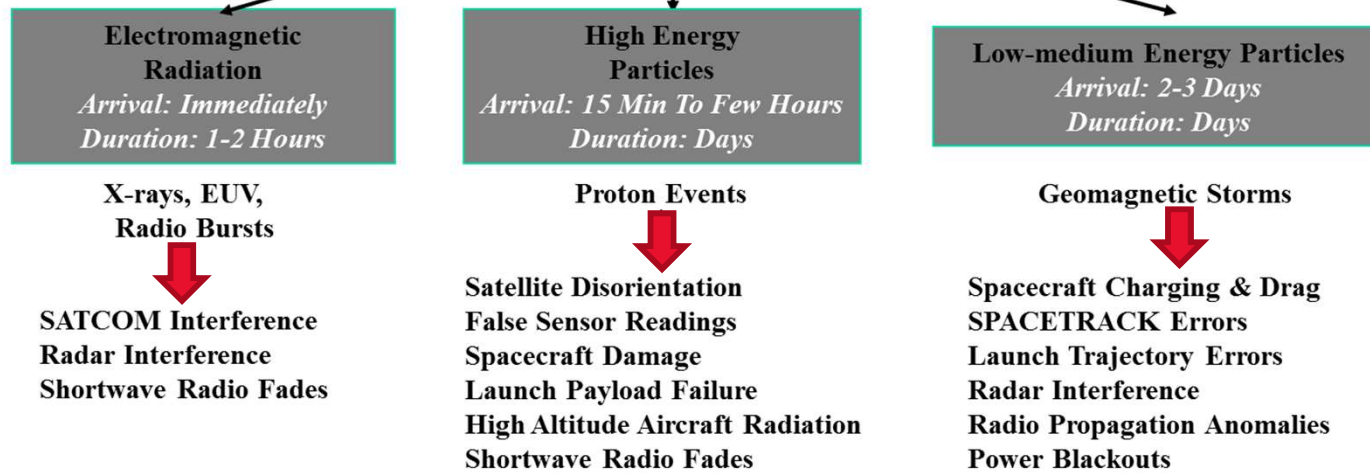 Electromagnetic
Radiation
Arrival: Immediately
Duration: 1-2 Hours
X-rays, EUV,
Radio Bursts
SATCOM Interference
Radar Interference
Shortwave Radio Fades
High Energy
Particles
Arrival: 15 Min To Few Hours
Duration: Days
Proton Events
Satellite Disorientation
False Sensor Readings
Spacecraft Damage
Launch Payload Failure
High Altitude Aircraft Radiation
Shortwave Radio Fades
Low-medium Energy Particles
Arrival: 2-3 Days
Duration: Days
Geomagnetic Storms
Spacecraft Charging & Drag
SPACETRACK Errors
Launch Trajectory Errors
Radar Interference
Radio Propagation Anomalies
Power Blackouts